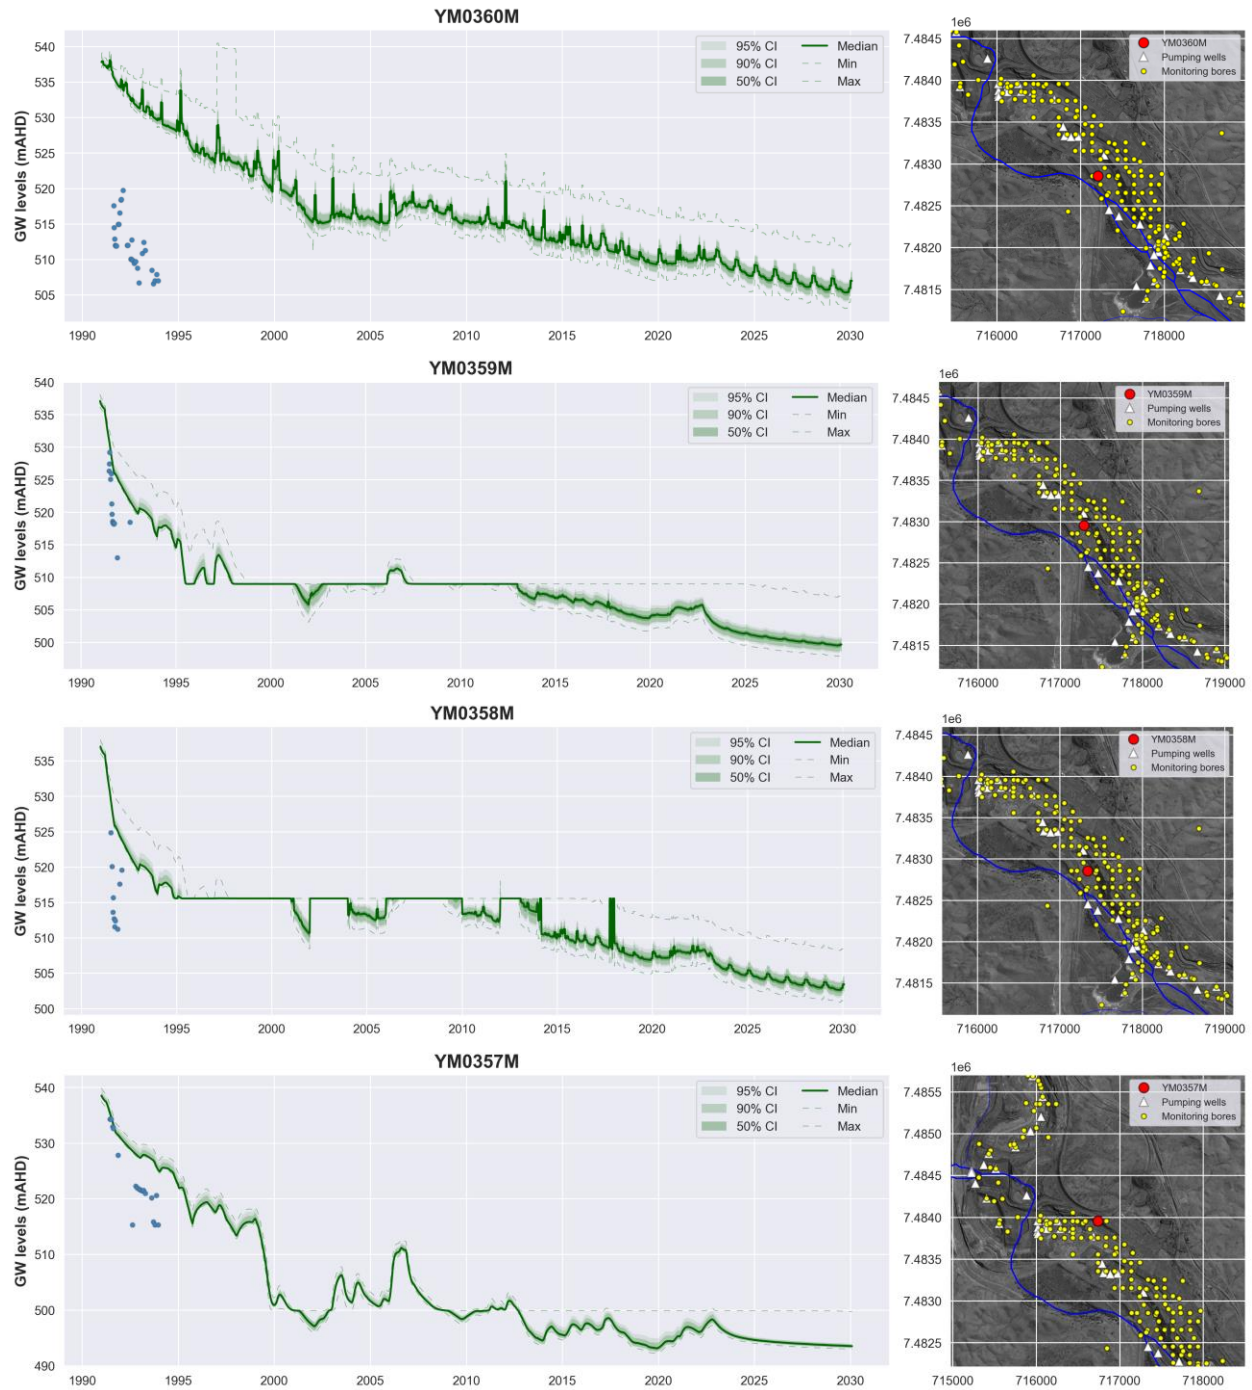 YM0360M
GW levels (mAHD)
540
535
530
525
520
515
510
505
1990
1995
2000
2005
2010
2015
2020
2025
2030
95% CI
90% CI
50% CI
Median
Min
Max
1e6
7.4845
7.4840
7.4835
7.4830
7.4825
7.4820
7.4815
716000
717000
718000
YM0360M
Pumping wells
Monitoring bores
YM0359M
GW levels (mAHD)
540
535
530
525
520
515
510
505
500
1990
1995
2000
2005
2010
2015
2020
2025
2030
95% CI
90% CI
50% CI
Median
Min
Max
1e6
7.4845
7.4840
7.4835
7.4830
7.4825
7.4820
7.4815
716000
717000
718000
719000
YM0359M
Pumping wells
Monitoring bores
YM0358M
GW levels (mAHD)
535
530
525
520
515
510
505
500
1990
1995
2000
2005
2010
2015
2020
2025
2030
95% CI
90% CI
50% CI
Median
Min
Max
1e6
7.4845
7.4840
7.4835
7.4830
7.4825
7.4820
7.4815
716000
717000
718000
719000
YM0358M
Pumping wells
Monitoring bores
YM0357M
GW levels (mAHD)
540
530
520
510
500
490
1990
1995
2000
2005
2010
2015
2020
2025
2030
95% CI
90% CI
50% CI
Median
Min
Max
1e6
7.4855
7.4850
7.4845
7.4840
7.4835
7.4830
7.4825
715000
716000
717000
718000
YM0357M
Pumping wells
Monitoring bores